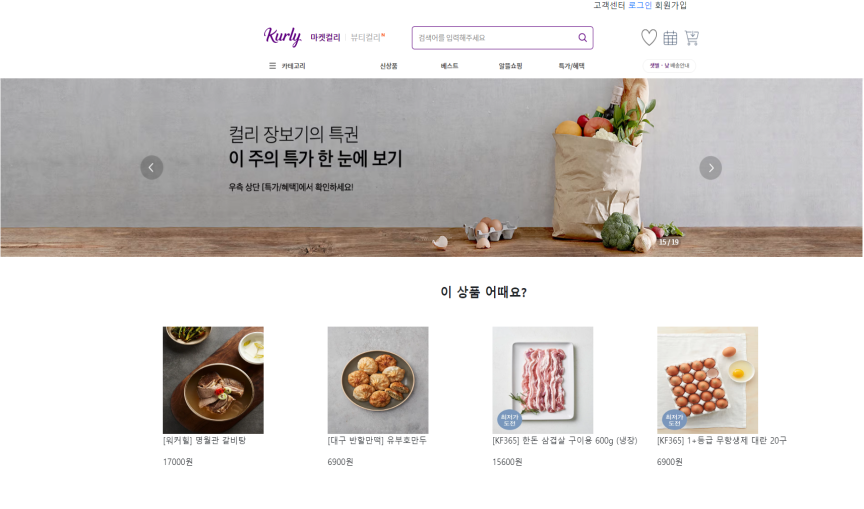 고객센터 로그인 회원가입
Kurly 마켓컬리 뷰티컬리 N
검색어를 입력해주세요
카테고리 신상품 베스트 알뜰쇼핑 특가/혜택 샛별·낮 배송안내
컬리 장보기의 특권
이 주의 특가 한 눈에 보기
우측 상단 [특가/혜택]에서 확인하세요!
15 / 19
이 상품 어때요?
최저가
도전
최저가
도전
[워커힐] 명월관 갈비탕 [대구 반할만떡] 유부호만두 [KF365] 한돈 삼겹살 구이용 600g (냉장) [KF365] 1+등급 무항생제 대란 20구
17000원 6900원 15600원 6900원